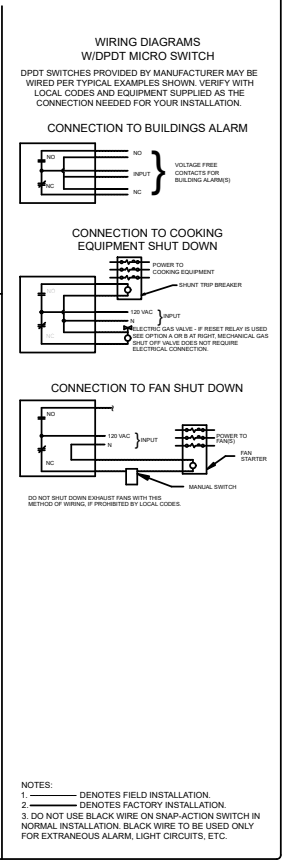 WIRING DIAGRAMS
W/DPDT MICRO SWITCH
DPDT SWITCHES PROVIDED BY MANUFACTURER MAY BE
WIRED PER TYPICAL EXAMPLES SHOWN. VERIFY WITH
LOCAL CODES AND EQUIPMENT SUPPLIED AS THE
CONNECTION NEEDED FOR YOUR INSTALLATION.
CONNECTION TO BUILDINGS ALARM
NO
NC
NO
INPUT
NC
VOLTAGE FREE
CONTACTS FOR
BUILDING ALARM(S)
CONNECTION TO COOKING
EQUIPMENT SHUT DOWN
POWER TO
COOKING EQUIPMENT
SHUNT TRIP BREAKER
NO
NC
120 VAC
N
INPUT
ELECTRIC GAS VALVE - IF RESET RELAY IS USED
SEE OPTION A OR B AT RIGHT, MECHANICAL GAS
SHUT OFF VALVE DOES NOT REQUIRE
ELECTRICAL CONNECTION.
CONNECTION TO FAN SHUT DOWN
NO
NC
120 VAC
N
INPUT
POWER TO
FAN(S)
FAN
STARTER
MANUAL SWITCH
DO NOT SHUT DOWN EXHAUST FANS WITH THIS
METHOD OF WIRING, IF PROHIBITED BY LOCAL CODES.
NOTES:
1. DENOTES FIELD INSTALLATION.
2. DENOTES FACTORY INSTALLATION.
3. DO NOT USE BLACK WIRE ON SNAP-ACTION SWITCH IN
NORMAL INSTALLATION. BLACK WIRE TO BE USED ONLY
FOR EXTRANEOUS ALARM, LIGHT CIRCUITS, ETC.